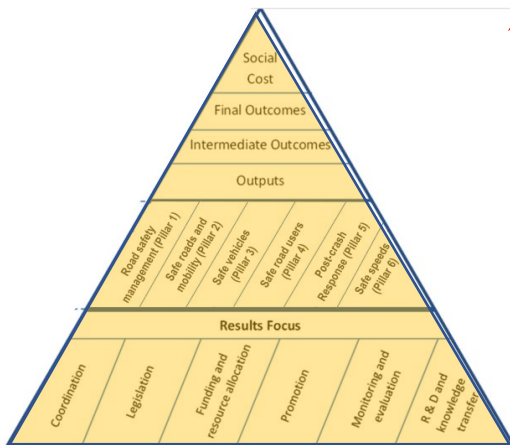 Social
Cost
Final Outcomes
Intermediate Outcomes
Outputs
Road safety
management (Pillar 1)
Safe roads and
mobility (Pillar 2)
Safe vehicles
(Pillar 3)
Safe road users
(Pillar 4)
Post-crash
Response (Pillar 5)
Safe speeds
(Pillar 6)
Results Focus
Coordination
Legislation
Funding and
resource allocation
Promotion
Monitoring and
evaluation
R & D and
knowledge
transfer